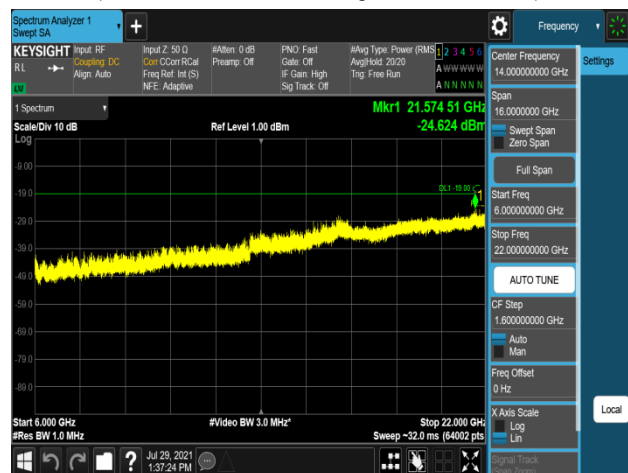 Spectrum Analyzer 1
Swept SA
+
Frequency
KEYSIGHT
RL
Input: RF
Coupling: DC
Align: Auto
Input Z: 50 Ω
Corr CCorr RCal
Freq Ref: Int (S)
NFE: Adaptive
#Atten: 0 dB
Preamp: Off
PNO: Fast
Gate: Off
IF Gain: High
Sig Track: Off
#Avg Type: Power (RMS
Avg|Hold: 20/20
Trig: Free Run
1 2 3 4 5 6
A W W W W W
A N N N N N
LXI
1 Spectrum
Scale/Div 10 dB
Log
Ref Level 1.00 dBm
Mkr1 21.574 51 GHz
-24.624 dBm
-9.00
-19.0
-29.0
-39.0
-49.0
-59.0
-69.0
-79.0
-89.0
DL1 -19.00
1
Start 6.000 GHz
#Res BW 1.0 MHz
#Video BW 3.0 MHz*
Stop 22.000 GHz
Sweep ~32.0 ms (64002 pts
Jul 29, 2021
1:37:24 PM
?
Center Frequency
14.000000000 GHz
Span
16.0000000 GHz
Swept Span
Zero Span
Full Span
Start Freq
6.000000000 GHz
Stop Freq
22.000000000 GHz
AUTO TUNE
CF Step
1.600000000 GHz
Auto
Man
Freq Offset
0 Hz
X Axis Scale
Log
Lin
Signal Track
(Span Zoom)
Settings
Local